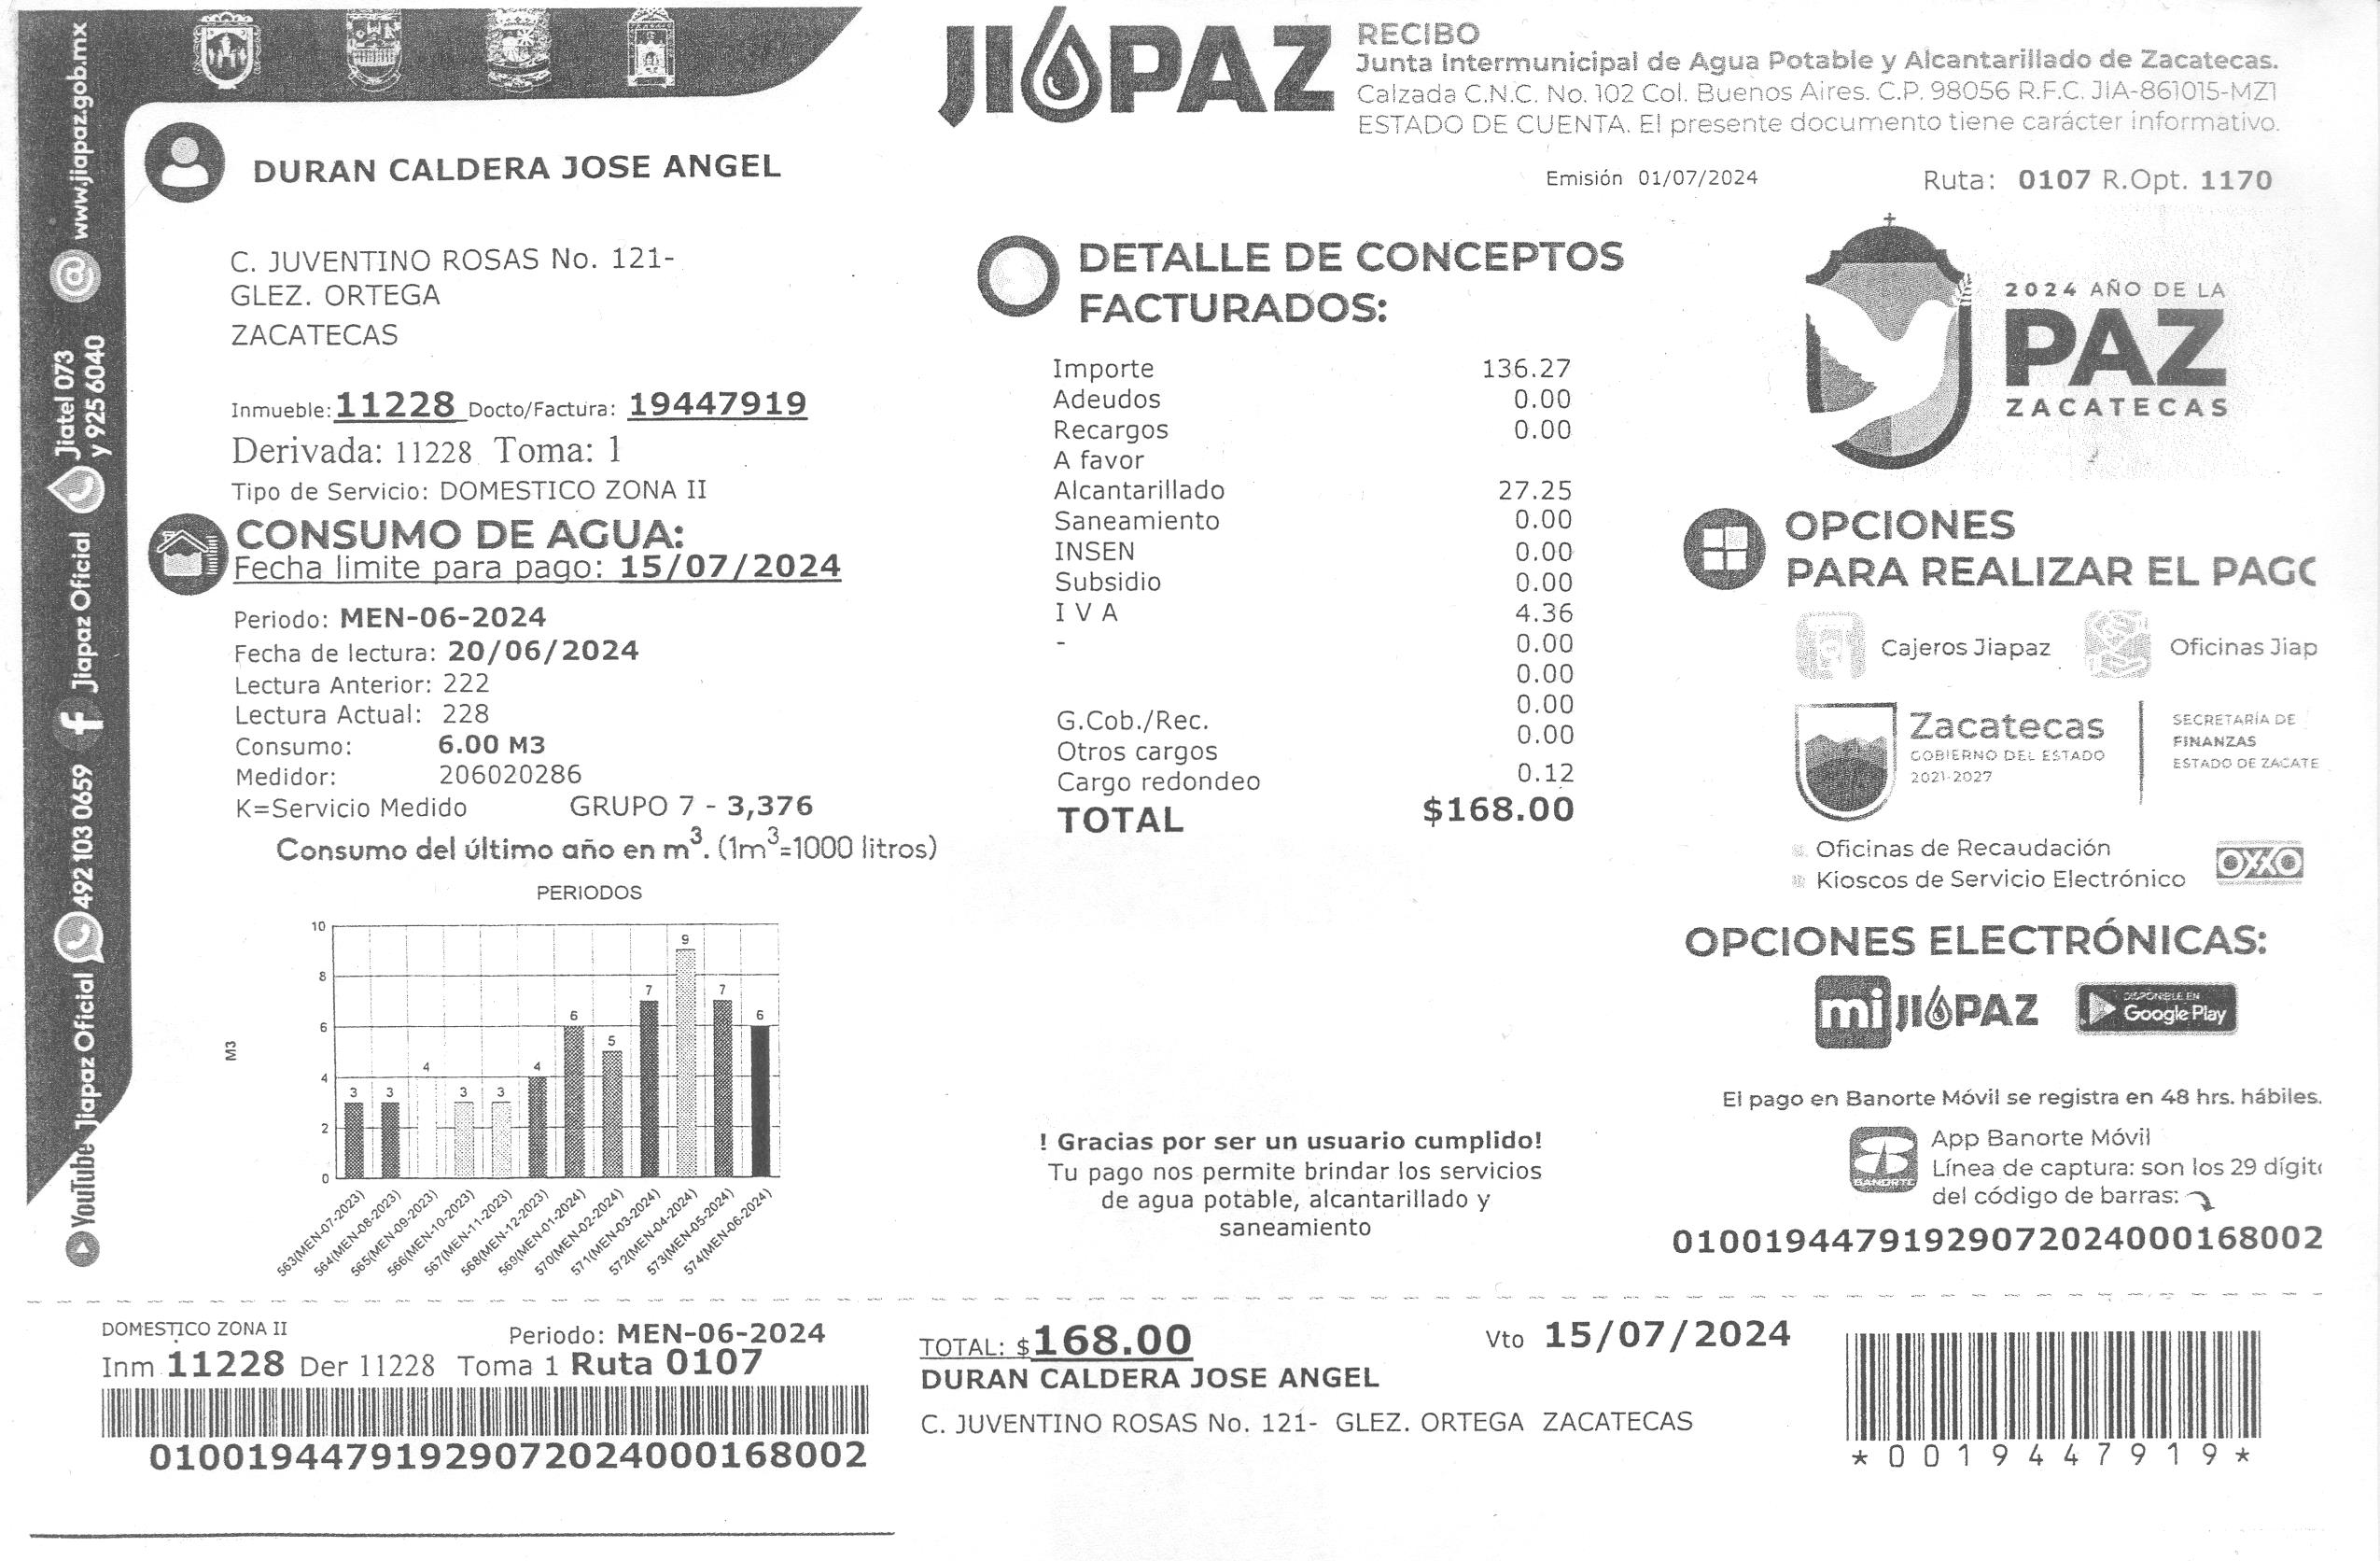 www.jiapaz.gob.mx
Jiatel 073
y 925 6040
Jiapaz Oficial
492 103 0659
YouTube Jiapaz Oficial
JIAPAZ
RECIBO
Junta Intermunicipal de Agua Potable y Alcantarillado de Zacatecas.
Calzada C.N.C. No. 102 Col. Buenos Aires. C.P. 98056 R.F.C. JIA-861015-MZ1
ESTADO DE CUENTA. El presente documento tiene carácter informativo.
Emisión 01/07/2024
Ruta: 0107 R.Opt. 1170
DURAN CALDERA JOSE ANGEL
C. JUVENTINO ROSAS No. 121-
GLEZ. ORTEGA
ZACATECAS
Inmueble: 11228 Docto/Factura: 19447919
Derivada: 11228 Toma: 1
Tipo de Servicio: DOMESTICO ZONA II
CONSUMO DE AGUA:
Fecha limite para pago: 15/07/2024
Periodo: MEN-06-2024
Fecha de lectura: 20/06/2024
Lectura Anterior: 222
Lectura Actual: 228
Consumo: 6.00 M3
Medidor: 206020286
K=Servicio Medido GRUPO 7 - 3,376
Consumo del último año en m³. (1m³=1000 litros)
PERIODOS
M3
10
8
6
4
2
0
3
3
4
3
3
4
6
5
7
9
7
6
563(MEN-07-2023)
564(MEN-08-2023)
565(MEN-09-2023)
566(MEN-10-2023)
567(MEN-11-2023)
568(MEN-12-2023)
569(MEN-01-2024)
570(MEN-02-2024)
571(MEN-03-2024)
572(MEN-04-2024)
573(MEN-05-2024)
574(MEN-06-2024)
DETALLE DE CONCEPTOS
FACTURADOS:
Importe 136.27
Adeudos 0.00
Recargos 0.00
A favor
Alcantarillado 27.25
Saneamiento 0.00
INSEN 0.00
Subsidio 0.00
I V A 4.36
- 0.00
0.00
0.00
G.Cob./Rec.
0.00
Otros cargos
Cargo redondeo 0.12
TOTAL $168.00
! Gracias por ser un usuario cumplido!
Tu pago nos permite brindar los servicios
de agua potable, alcantarillado y
saneamiento
2024 AÑO DE LA
PAZ
ZACATECAS
OPCIONES
PARA REALIZAR EL PAGO
Cajeros Jiapaz
Oficinas Jiap
Zacatecas
GOBIERNO DEL ESTADO
2021-2027
SECRETARÍA DE
FINANZAS
ESTADO DE ZACATE
Oficinas de Recaudación
Kioscos de Servicio Electrónico
OXXO
OPCIONES ELECTRÓNICAS:
mi JIAPAZ
DISPONIBLE EN
Google Play
El pago en Banorte Móvil se registra en 48 hrs. hábiles.
BANORTE
App Banorte Móvil
Línea de captura: son los 29 dígito
del código de barras:
01001944791929072024000168002
DOMESTICO ZONA II
Periodo: MEN-06-2024
Inm 11228 Der 11228 Toma 1 Ruta 0107
01001944791929072024000168002
TOTAL: $168.00
Vto 15/07/2024
DURAN CALDERA JOSE ANGEL
C. JUVENTINO ROSAS No. 121- GLEZ. ORTEGA ZACATECAS
*0019447919*